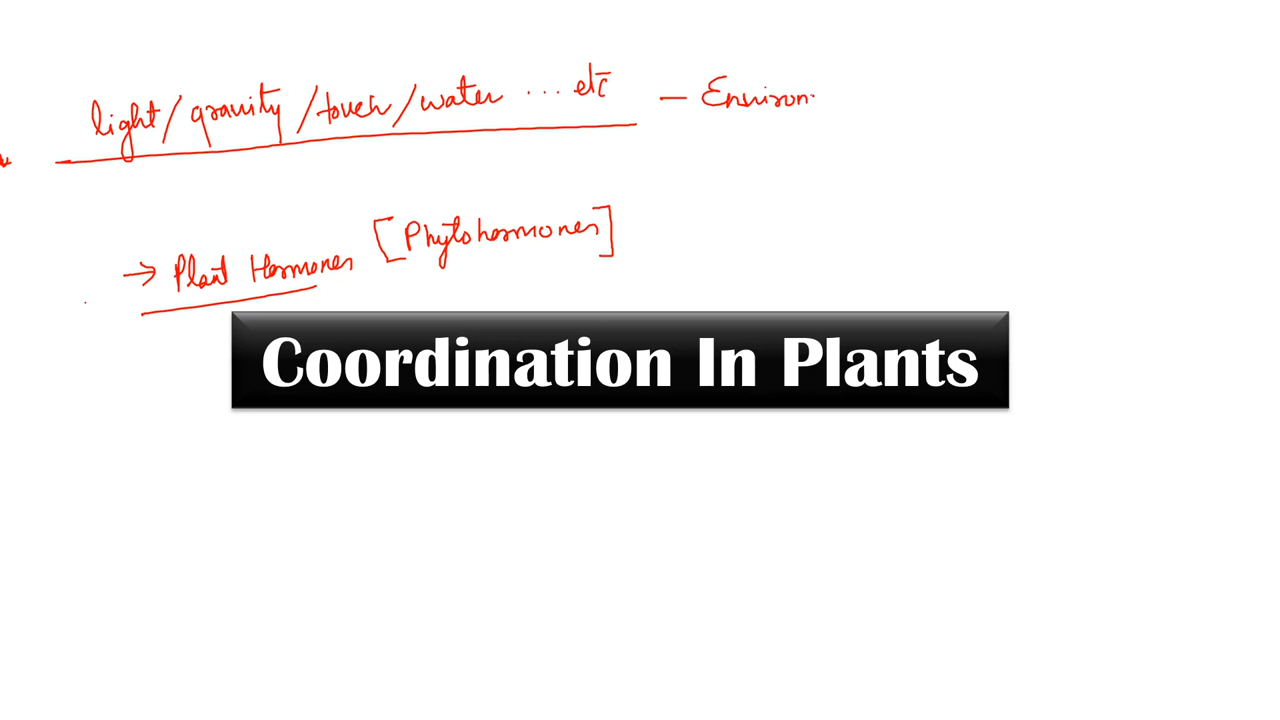 light/gravity/touch/water ... etc — Environ
→ Plant Hormones [Phytohormones]
Coordination In Plants